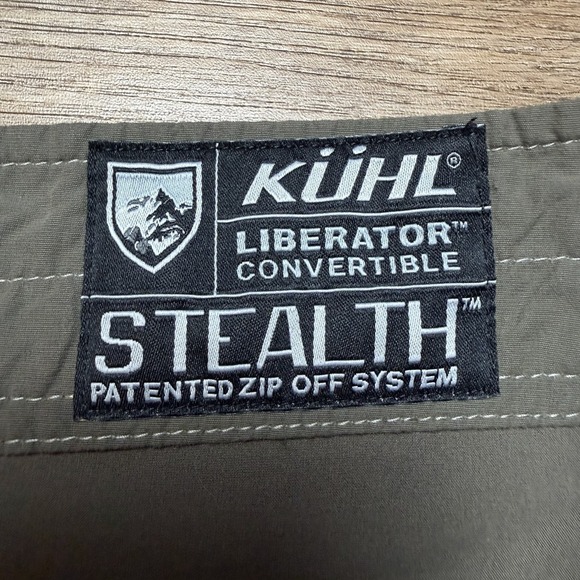 KÜHL®
LIBERATOR™
CONVERTIBLE
STEALTH™
PATENTED ZIP OFF SYSTEM